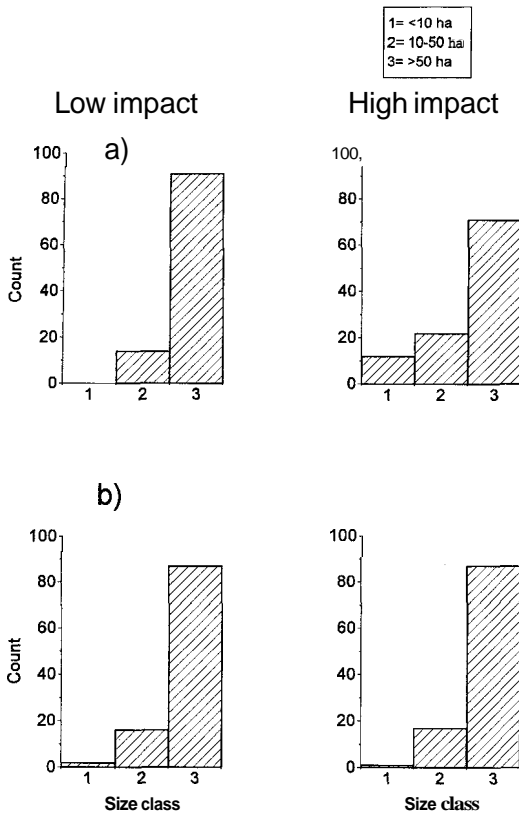 1= <10 ha
2= 10-50 ha
3= >50 ha
Low impact
High impact
a)
100
80
60
40
20
0
Count
1 2 3
100,
80
60
40
20
0
1 2 3
b)
100
80
60
40
20
0
Count
1 2 3
Size class
100
80
60
40
20
0
1 2 3
Size class